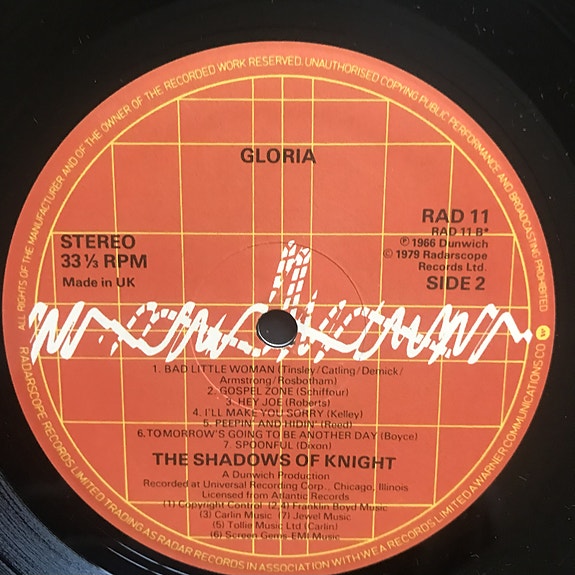 ALL RIGHTS OF THE MANUFACTURER AND OF THE OWNER OF THE RECORDED WORK RESERVED. UNAUTHORISED COPYING PUBLIC PERFORMANCE AND BROADCASTING PROHIBITED
GLORIA
STEREO
33 ⅓ RPM
Made in UK
RAD 11
RAD 11 B*
Ⓟ 1966 Dunwich
© 1979 Radarscope
Records Ltd.
SIDE 2
1. BAD LITTLE WOMAN (Tinsley/Catling/Demick/
Armstrong/Rosbotham)
2. GOSPEL ZONE (Schiffour)
3. HEY JOE (Roberts)
4. I'LL MAKE YOU SORRY (Kelley)
5. PEEPIN' AND HIDIN' (Reed)
6. TOMORROW'S GOING TO BE ANOTHER DAY (Boyce)
7. SPOONFUL (Dixon)
THE SHADOWS OF KNIGHT
A Dunwich Production
Recorded at Universal Recording Corp., Chicago, Illinois
Licensed from Atlantic Records
(1) Copyright Control (2,4) Franklin Boyd Music
(3) Carlin Music (7) Jewel Music
(5) Tollie Music Ltd (Carlin)
(6) Screen Gems-EMI Music
RADARSCOPE RECORDS LIMITED TRADING AS RADAR RECORDS IN ASSOCIATION WITH WEA RECORDS LIMITED A WARNER COMMUNICATIONS CO.